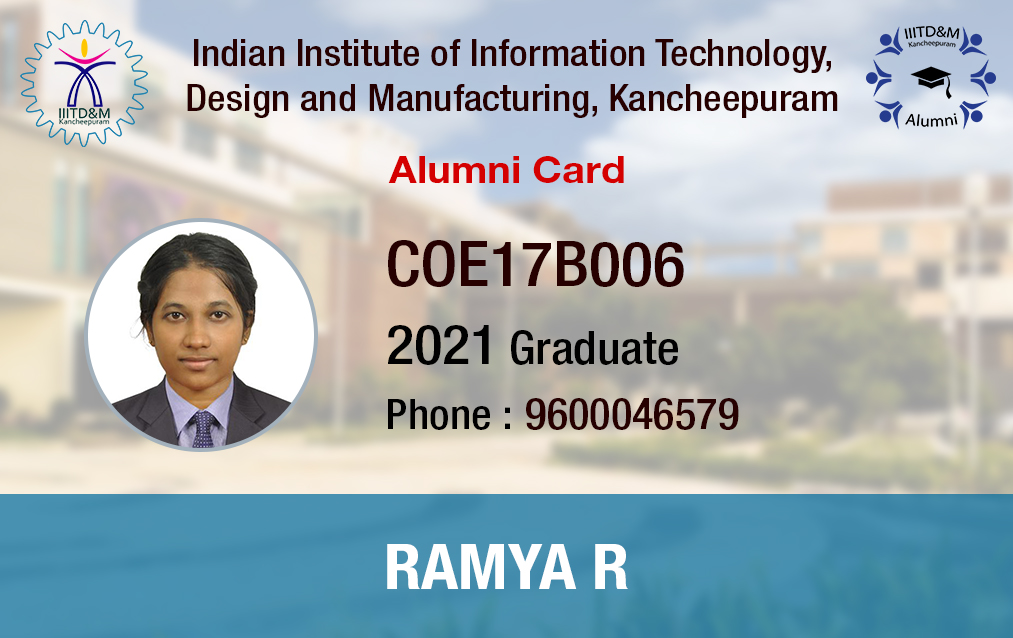 Indian Institute of Information Technology,
Design and Manufacturing, Kancheepuram
IIITD&M
Kancheepuram
IIITD&M
Kancheepuram
Alumni
Alumni Card
COE17B006
2021 Graduate
Phone : 9600046579
RAMYA R